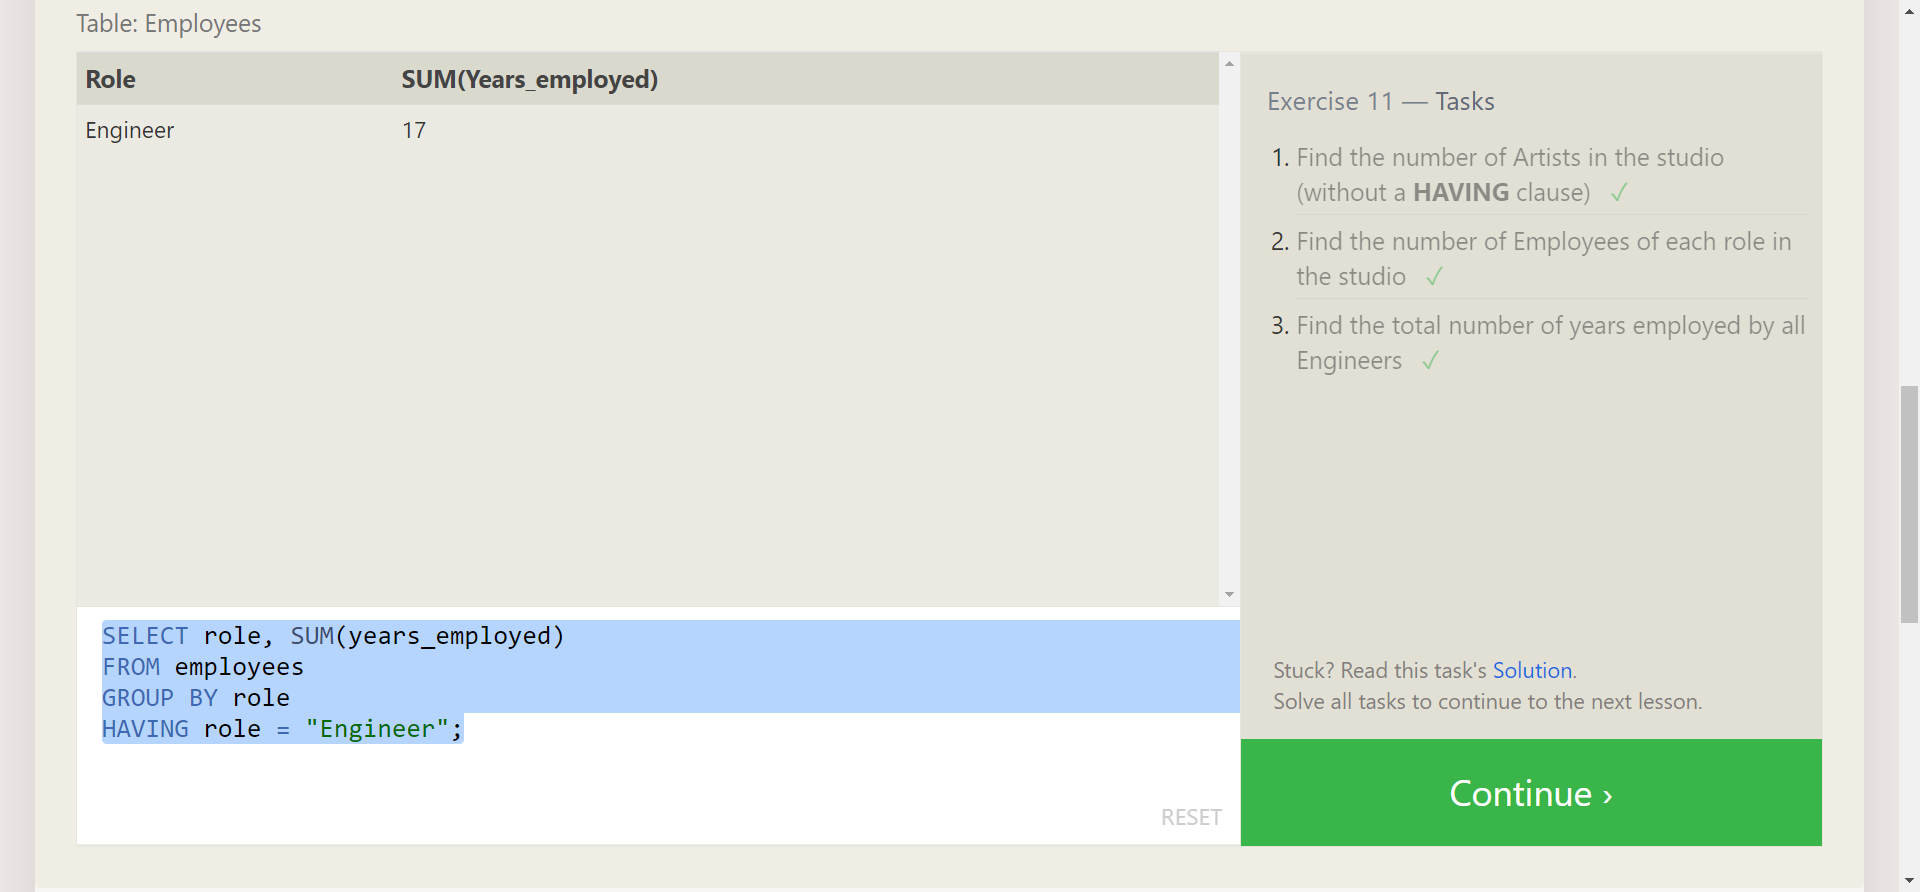 Table: Employees
Role SUM(Years_employed)
Engineer 17
SELECT role, SUM(years_employed)
FROM employees
GROUP BY role
HAVING role = "Engineer";
RESET
Exercise 11 — Tasks
1. Find the number of Artists in the studio
(without a HAVING clause) ✓
2. Find the number of Employees of each role in
the studio ✓
3. Find the total number of years employed by all
Engineers ✓
Stuck? Read this task's Solution.
Solve all tasks to continue to the next lesson.
Continue ›